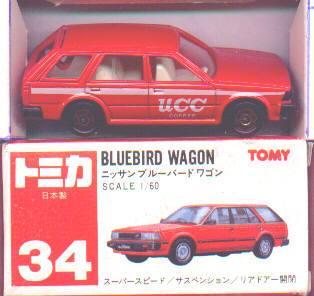 UCC
COFFEE
トミカ
日本製
34
BLUEBIRD WAGON
TOMY
ニッサン ブルーバード ワゴン
SCALE 1/60
スーパースピード/サスペンション/リアドアー開閉